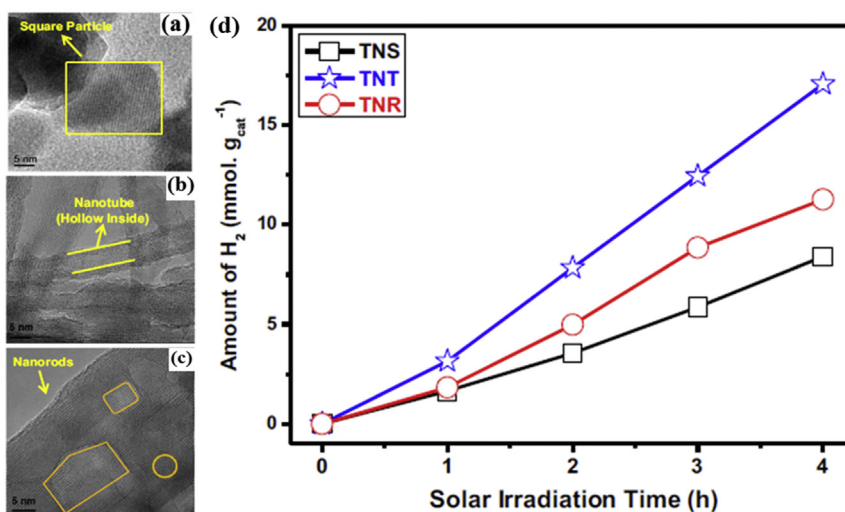 (a)
Square Particle
5 nm
(b)
Nanotube
(Hollow Inside)
5 nm
(c)
Nanorods
5 nm
(d)
TNS
TNT
TNR
20
15
10
5
0
Amount of H₂ (mmol. g_cat⁻¹)
0 1 2 3 4
Solar Irradiation Time (h)